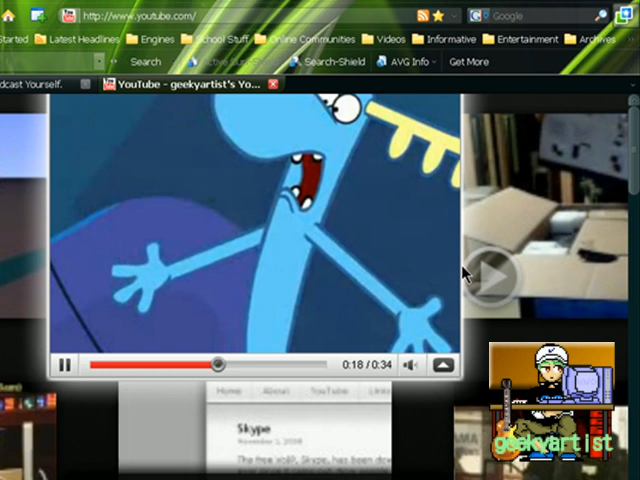 http://www.youtube.com/
Google
Started Latest Headlines Engines School Stuff Online Communities Videos Informative Entertainment Archives
Search Search-Shield AVG Info Get More
dcast Yourself. YouTube - geekyartist's Yo...
0:18 / 0:34
Home About YouTube Links
Skype
November 1, 2008
The free VoIP, Skype, has been dow
geekyartist